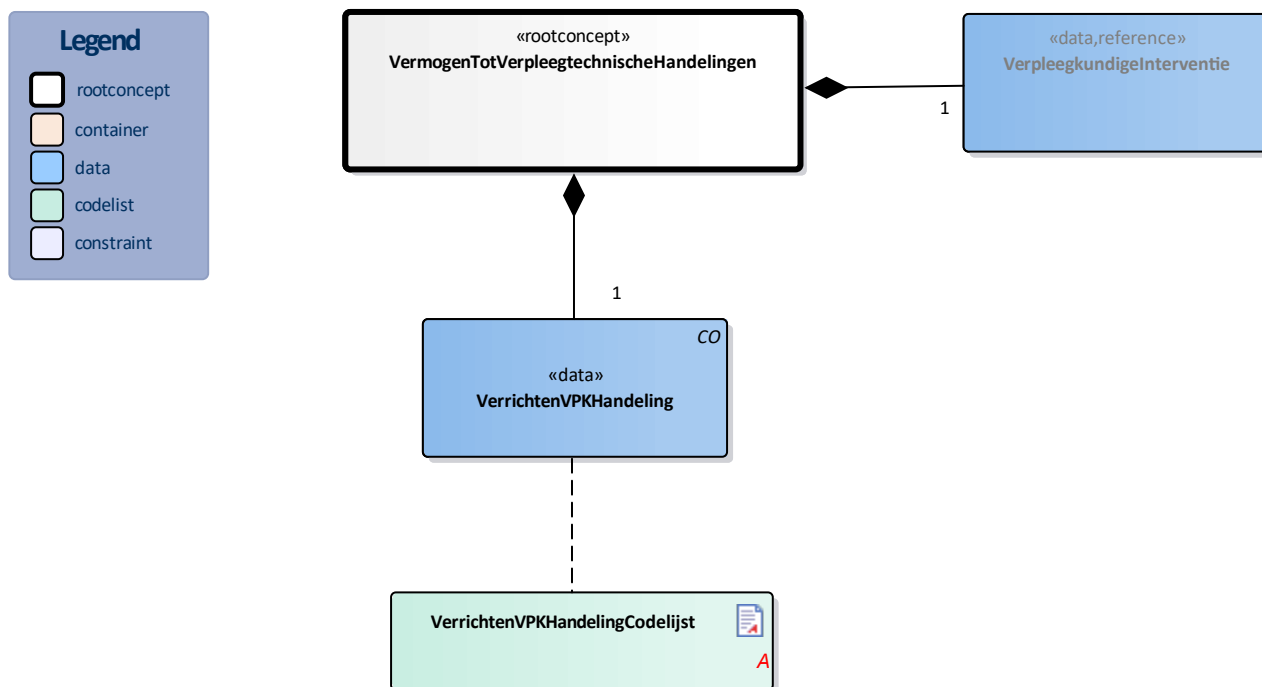 Legend
rootconcept
container
data
codelist
constraint
«rootconcept»
VermogenTotVerpleegtechnischeHandelingen
«data,reference»
VerpleegkundigeInterventie
1
1
CO
«data»
VerrichtenVPKHandeling
VerrichtenVPKHandelingCodelijst
A